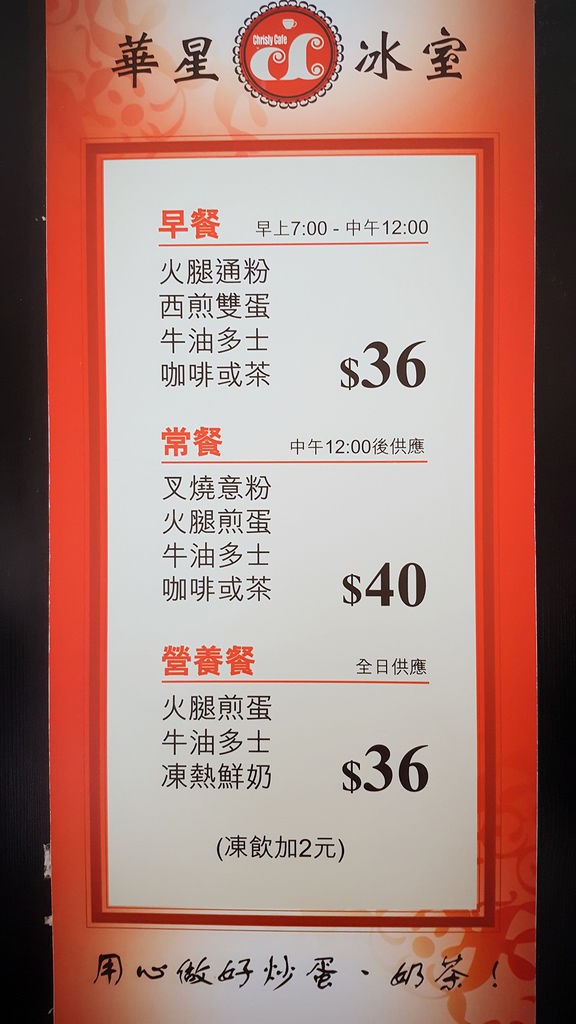 華星 冰室
Christy Cafe
早餐 早上7:00 - 中午12:00
火腿通粉
西煎雙蛋
牛油多士
咖啡或茶 $36
常餐 中午12:00後供應
叉燒意粉
火腿煎蛋
牛油多士
咖啡或茶 $40
營養餐 全日供應
火腿煎蛋
牛油多士
凍熱鮮奶 $36
(凍飲加2元)
用心做好炒蛋、奶茶!